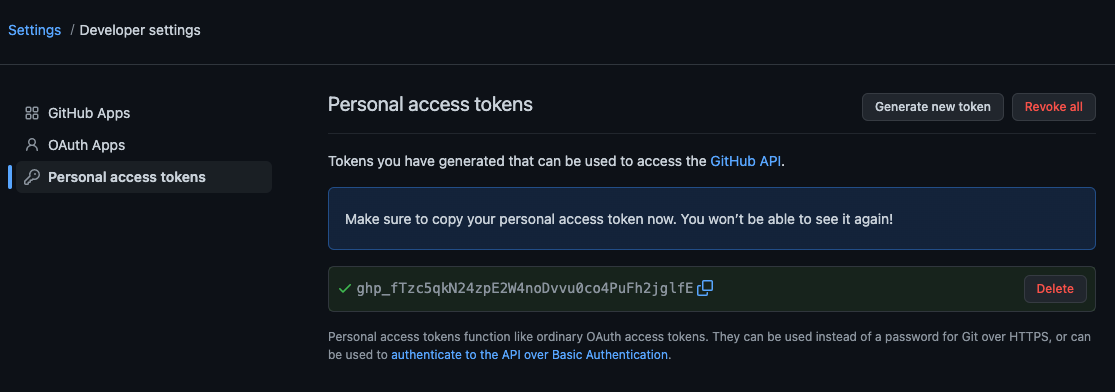 Settings / Developer settings
GitHub Apps
OAuth Apps
Personal access tokens
Personal access tokens
Generate new token
Revoke all
Tokens you have generated that can be used to access the GitHub API.
Make sure to copy your personal access token now. You won’t be able to see it again!
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
Delete
Personal access tokens function like ordinary OAuth access tokens. They can be used instead of a password for Git over HTTPS, or can
be used to authenticate to the API over Basic Authentication.